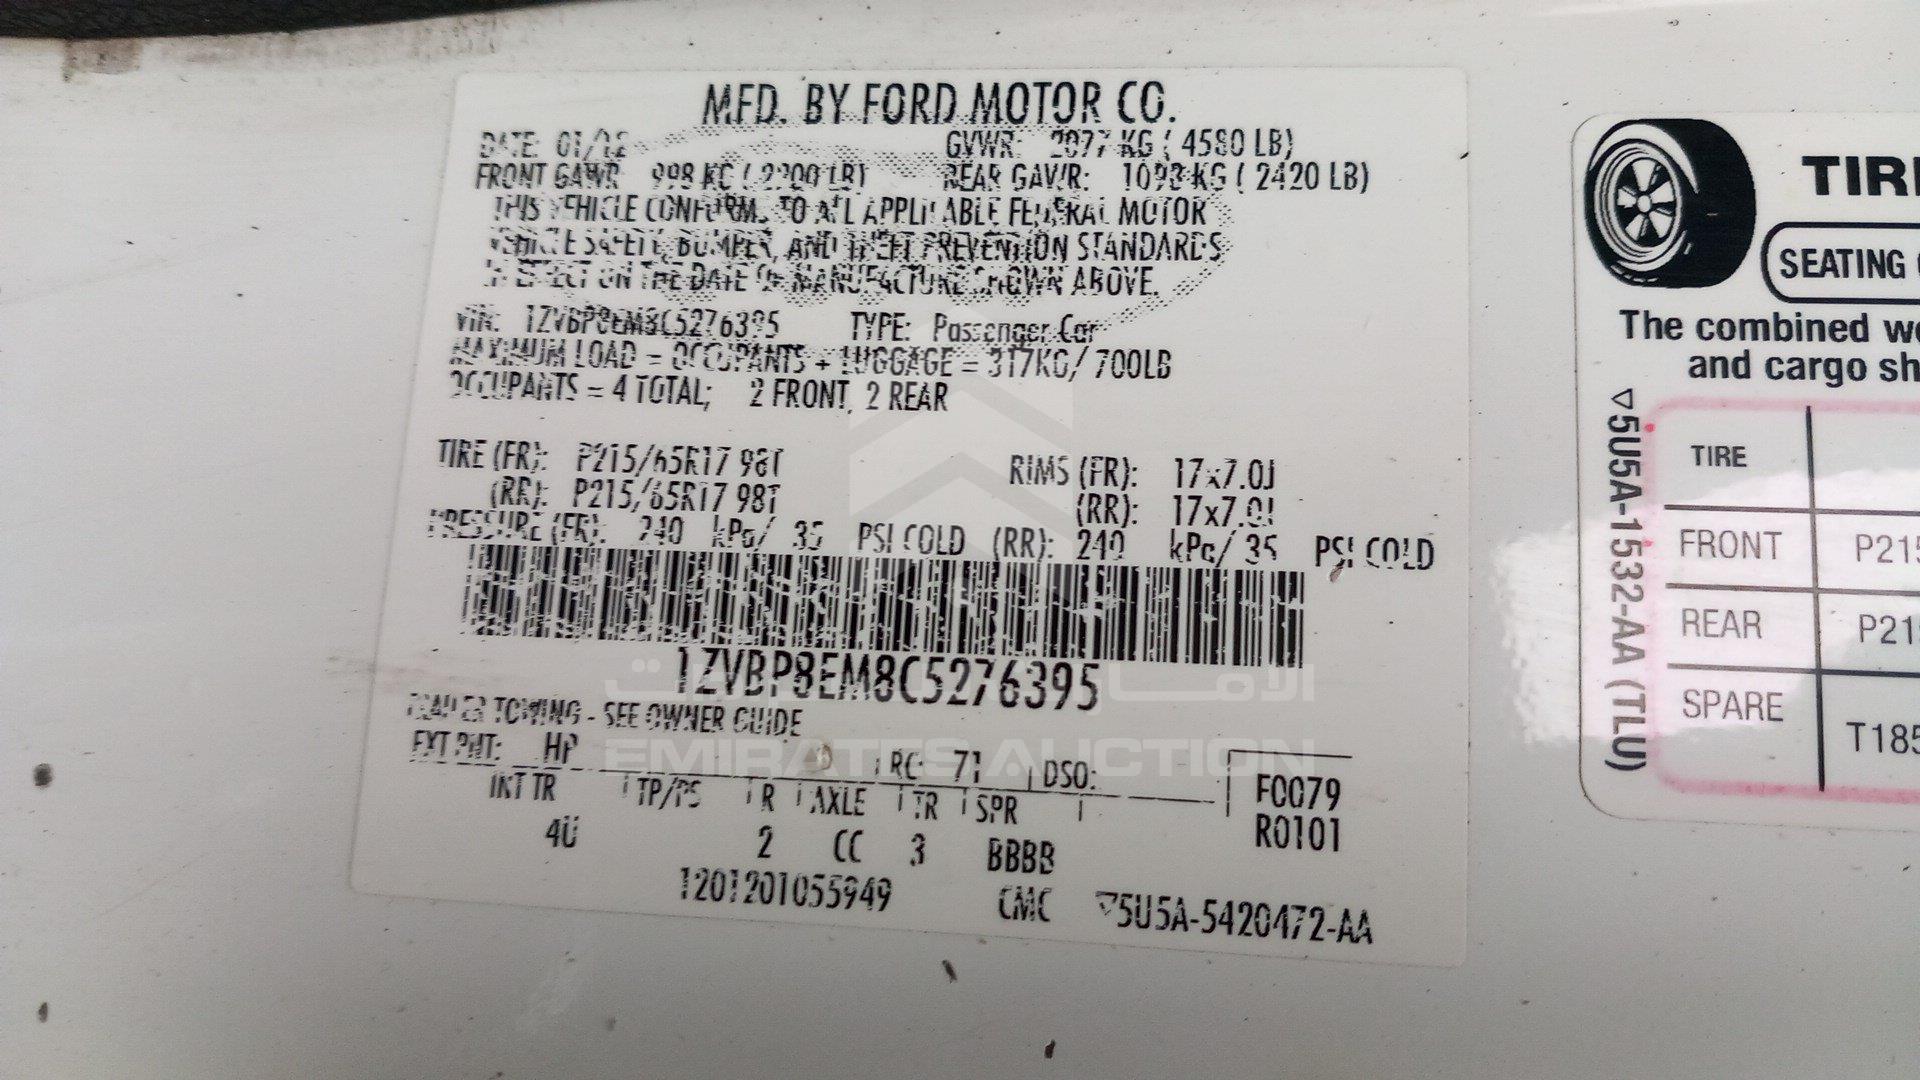 MFD. BY FORD MOTOR CO.
DATE: 01/12 GVWR: 2077 KG ( 4580 LB)
FRONT GAWR: 998 KG ( 2200 LB) REAR GAWR: 1098 KG ( 2420 LB)
THIS VEHICLE CONFORMS TO ALL APPLICABLE FEDERAL MOTOR
VEHICLE SAFETY, BUMPER, AND THEFT PREVENTION STANDARDS
IN EFFECT ON THE DATE OF MANUFACTURE SHOWN ABOVE.
VIN: 1ZVBP8EM8C5276395 TYPE: Passenger Car
MAXIMUM LOAD = OCCUPANTS + LUGGAGE = 317KG/ 700LB
OCCUPANTS = 4 TOTAL; 2 FRONT, 2 REAR
TIRE (FR): P215/65R17 98T RIMS (FR): 17x7.0J
(RR): P215/65R17 98T (RR): 17x7.0J
PRESSURE (FR): 240 kPa/ 35 PSI COLD (RR): 240 kPa/ 35 PSI COLD
1ZVBP8EM8C5276395
TRAILER TOWING - SEE OWNER GUIDE
EXT PNT: HP RC: 71 DSO:
INT TR TP/PS R AXLE TR SPR F0079
4U 2 CC 3 BBBB R0101
1201201055949 CMC ▽5U5A-5420472-AA
الامارات
EMIRATES AUCTION
TIRE
SEATING
The combined
and cargo
▽5U5A-1532-AA (TLU)
TIRE
FRONT P215
REAR P215
SPARE T185